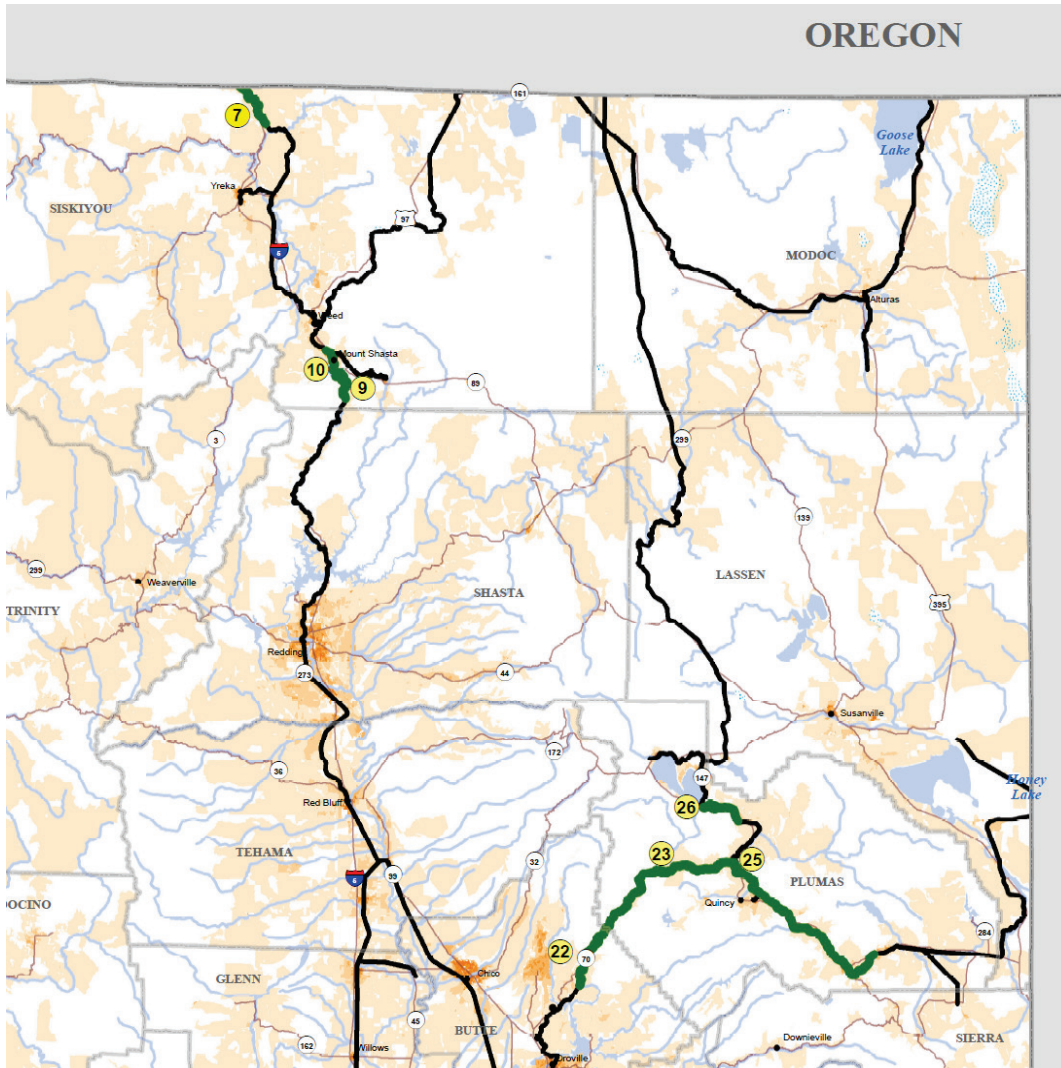 OREGON
161
7
Goose
Lake
Yreka
SISKIYOU
97
5
MODOC
Alturas
Weed
Mount Shasta
10
9
89
3
299
139
299
Weaverville
LASSEN
SHASTA
395
TRINITY
Redding
273
44
Susanville
172
36
147
Honey
Lake
Red Bluff
26
TEHAMA
23
25
32
5
99
PLUMAS
Quincy
OCINO
284
22
70
GLENN
Chico
45
BUTTE
SIERRA
162
Willows
Downieville
Oroville